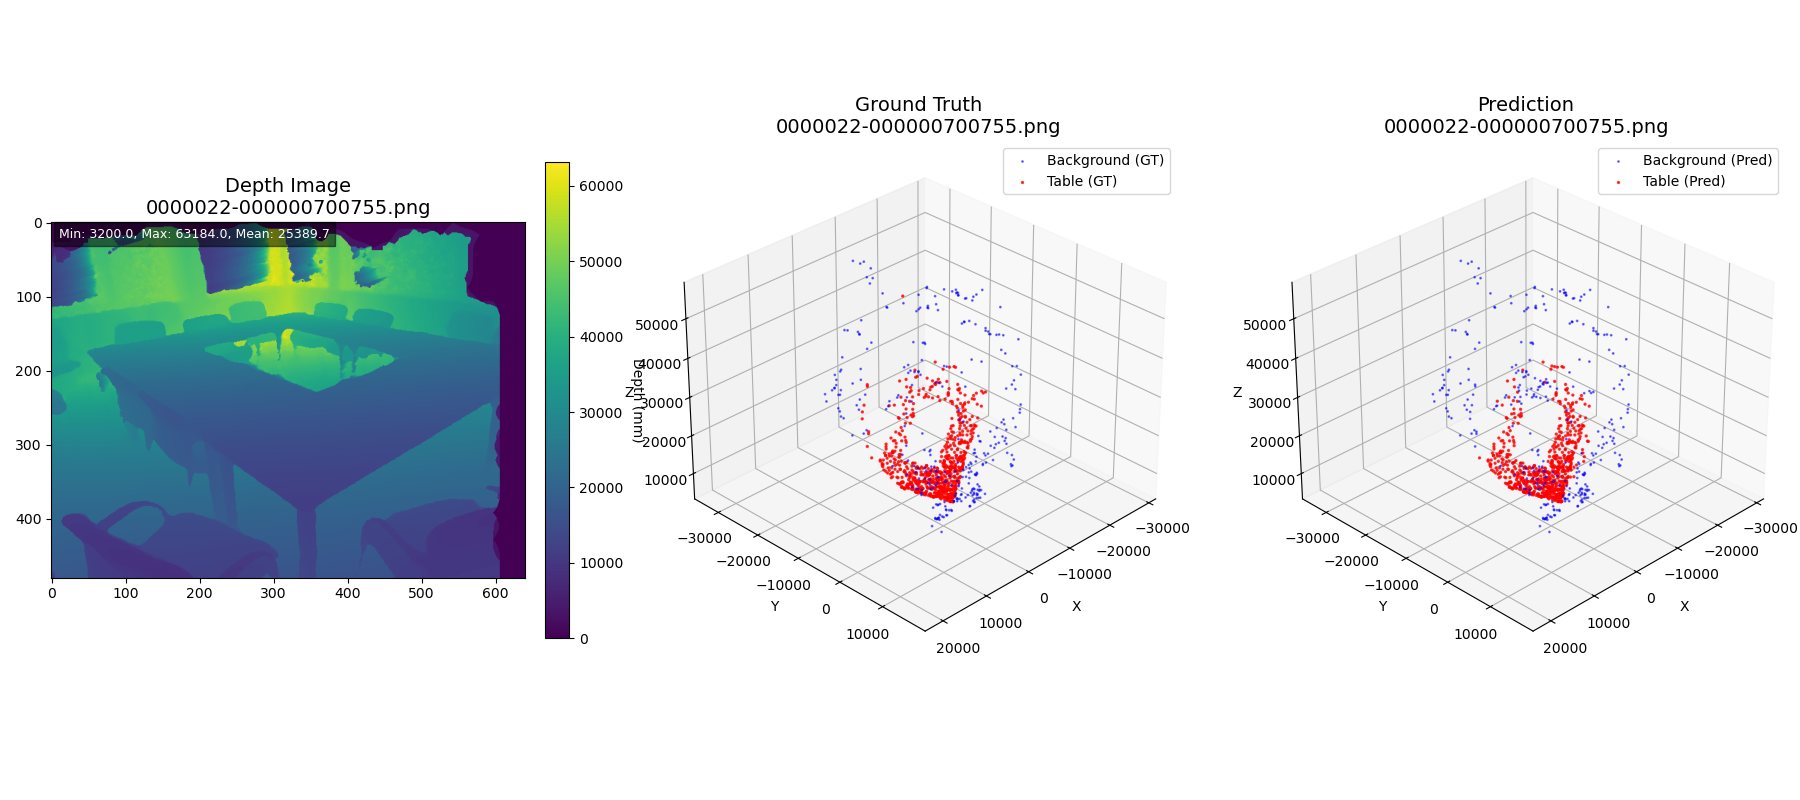 Depth Image
0000022-000000700755.png
Min: 3200.0, Max: 63184.0, Mean: 25389.7
0
100
200
300
400
0
100
200
300
400
500
600
60000
50000
40000
30000
20000
10000
0
Depth (mm)
Ground Truth
0000022-000000700755.png
Background (GT)
Table (GT)
Z
50000
40000
30000
20000
10000
−30000
−20000
−10000
0
10000
Y
−30000
−20000
−10000
0
10000
20000
X
Prediction
0000022-000000700755.png
Background (Pred)
Table (Pred)
Z
50000
40000
30000
20000
10000
−30000
−20000
−10000
0
10000
Y
−30000
−20000
−10000
0
10000
20000
X